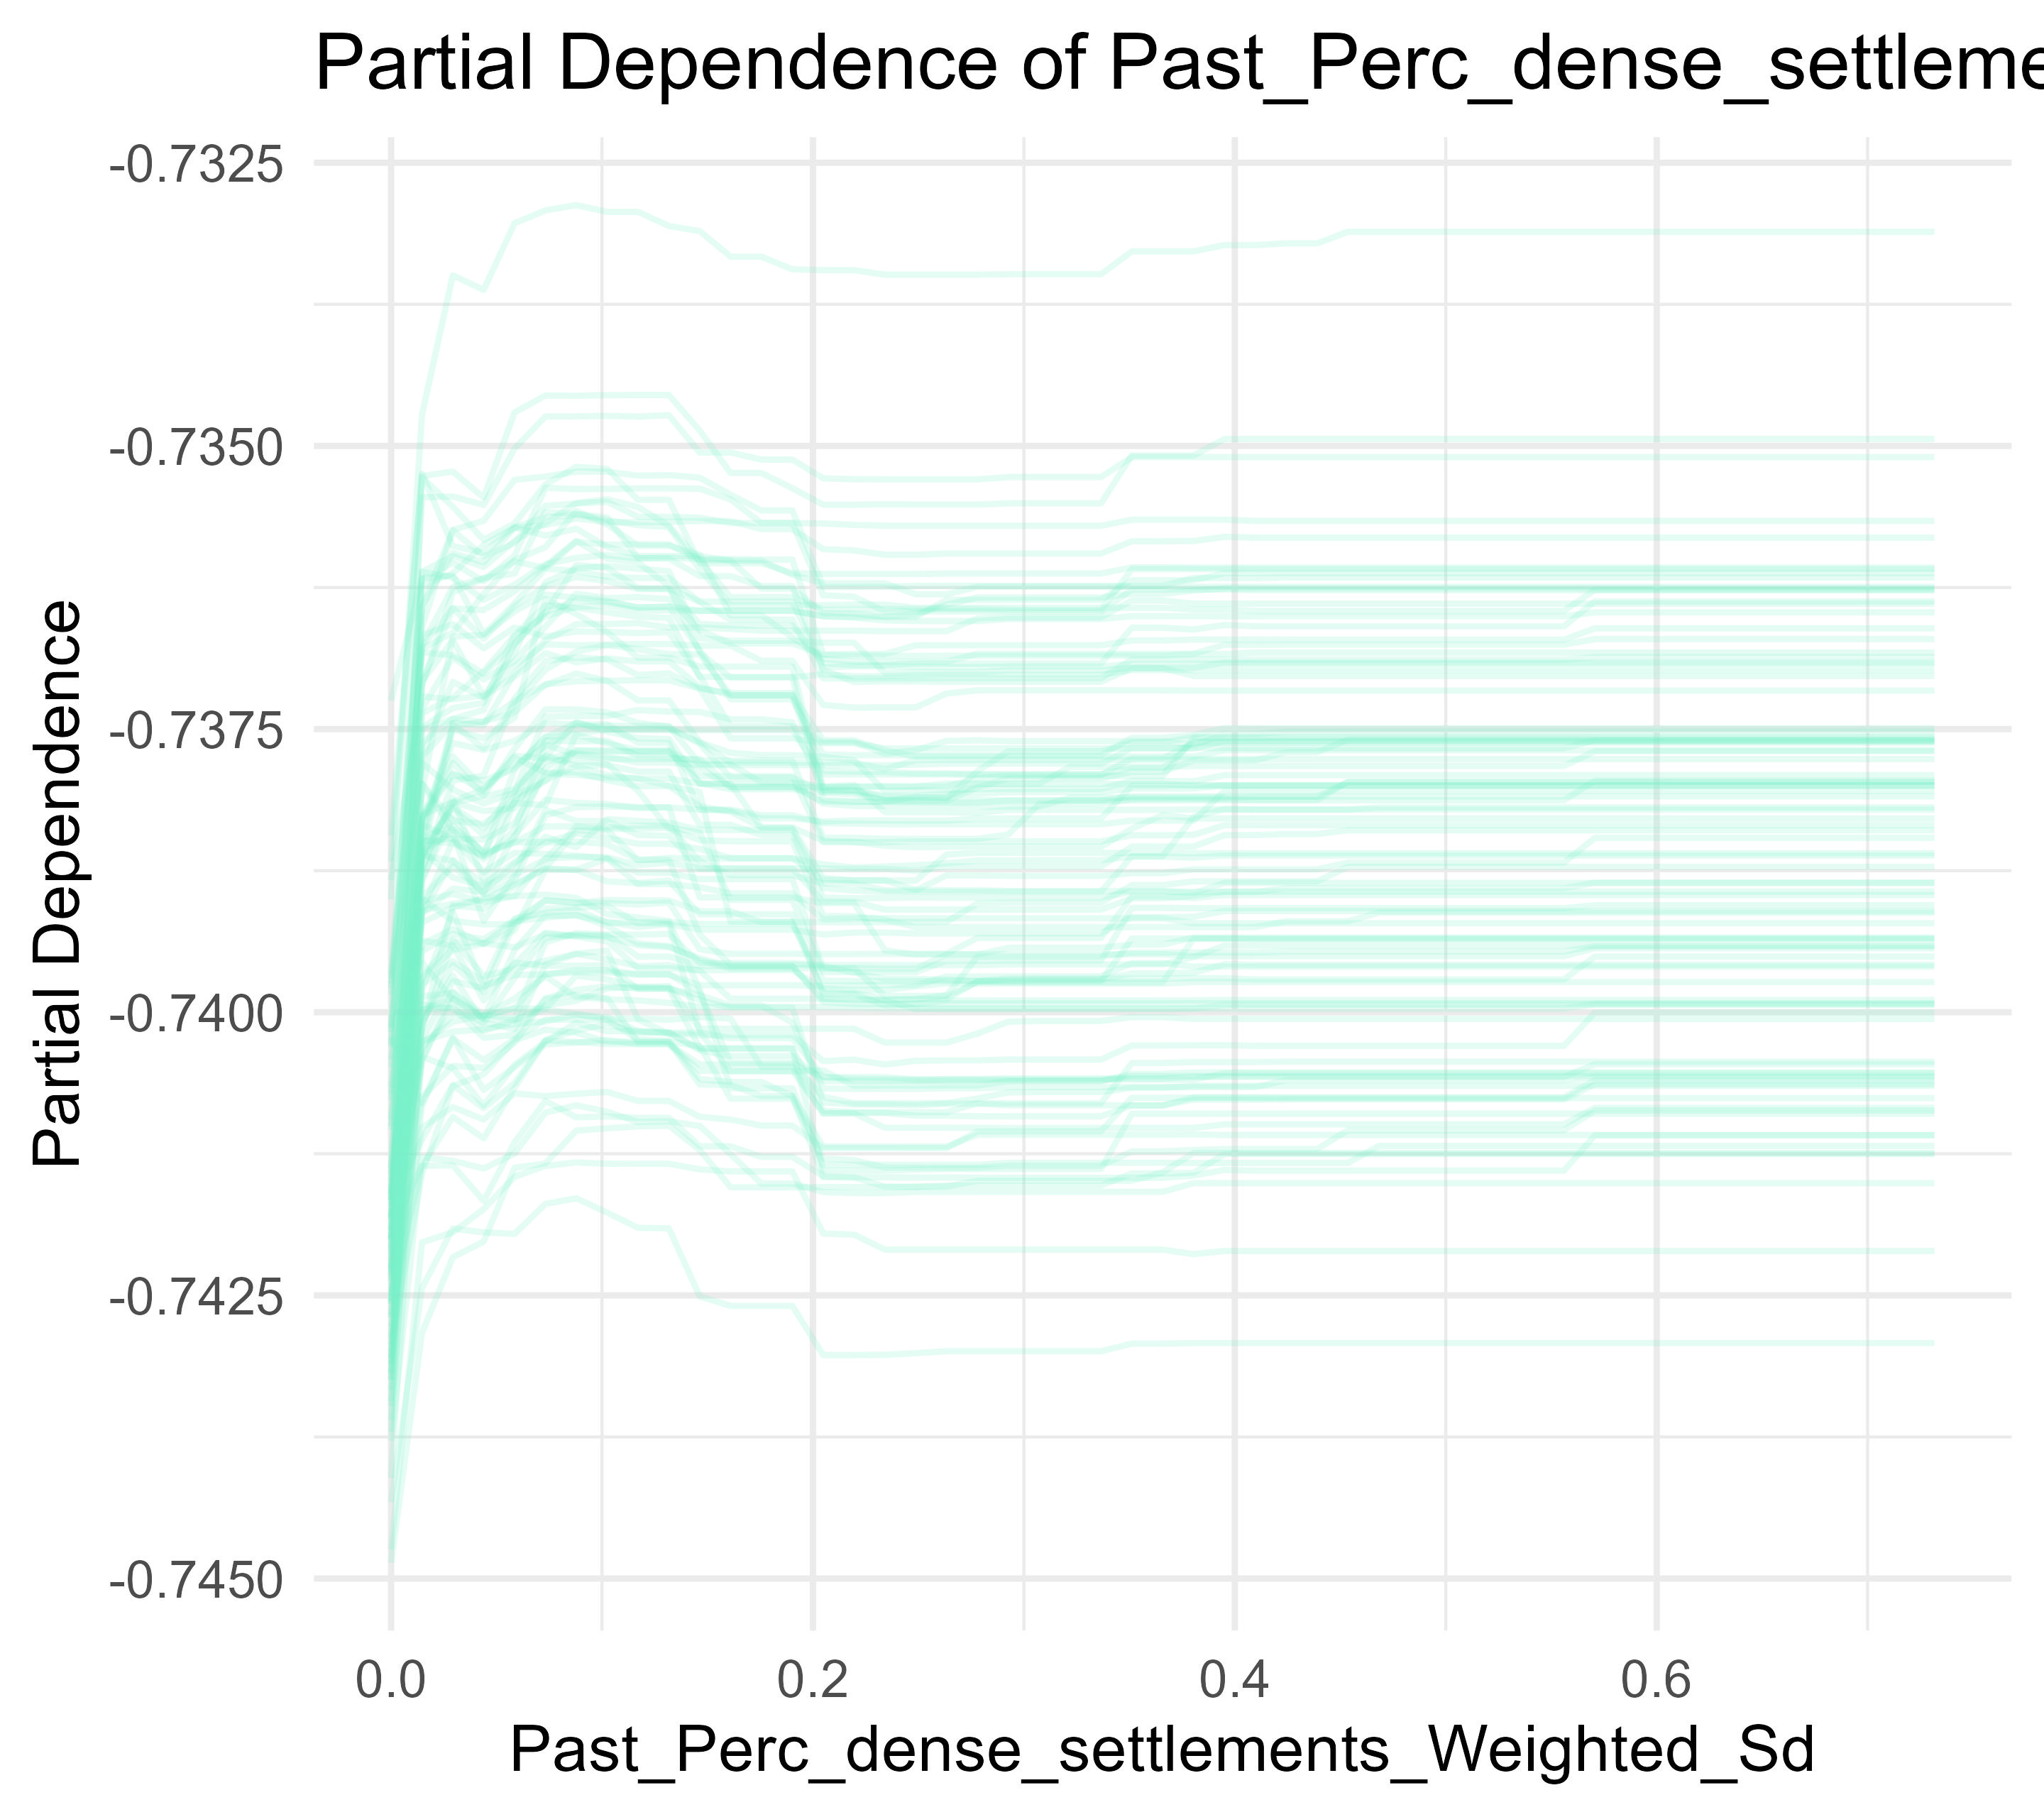 Partial Dependence of Past_Perc_dense_settleme
-0.7325
-0.7350
-0.7375
-0.7400
-0.7425
-0.7450
Partial Dependence
0.0 0.2 0.4 0.6
Past_Perc_dense_settlements_Weighted_Sd